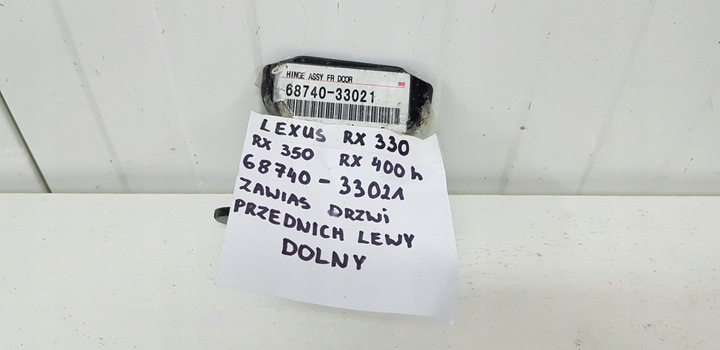 HINGE ASSY FR DOOR
68740-33021
LEXUS RX 330
RX 350 RX 400h
68740-33021
ZAWIAS DRZWI
PRZEDNICH LEWY
DOLNY